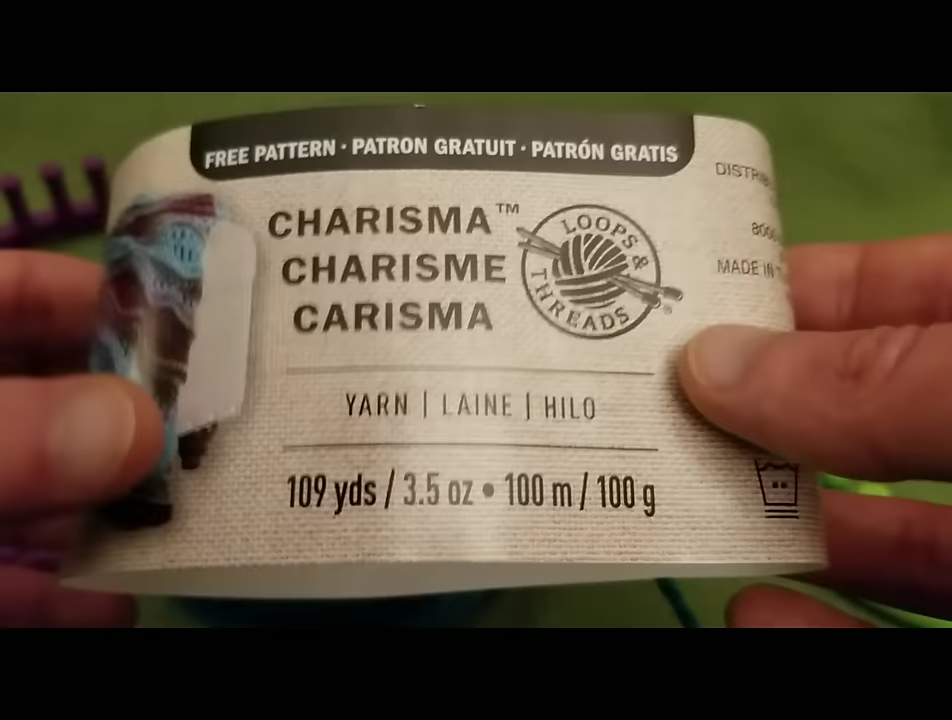 FREE PATTERN · PATRON GRATUIT · PATRÓN GRATIS
CHARISMA™
CHARISME
CARISMA
LOOPS &
THREADS®
YARN | LAINE | HILO
109 yds / 3.5 oz • 100 m / 100 g
MADE IN